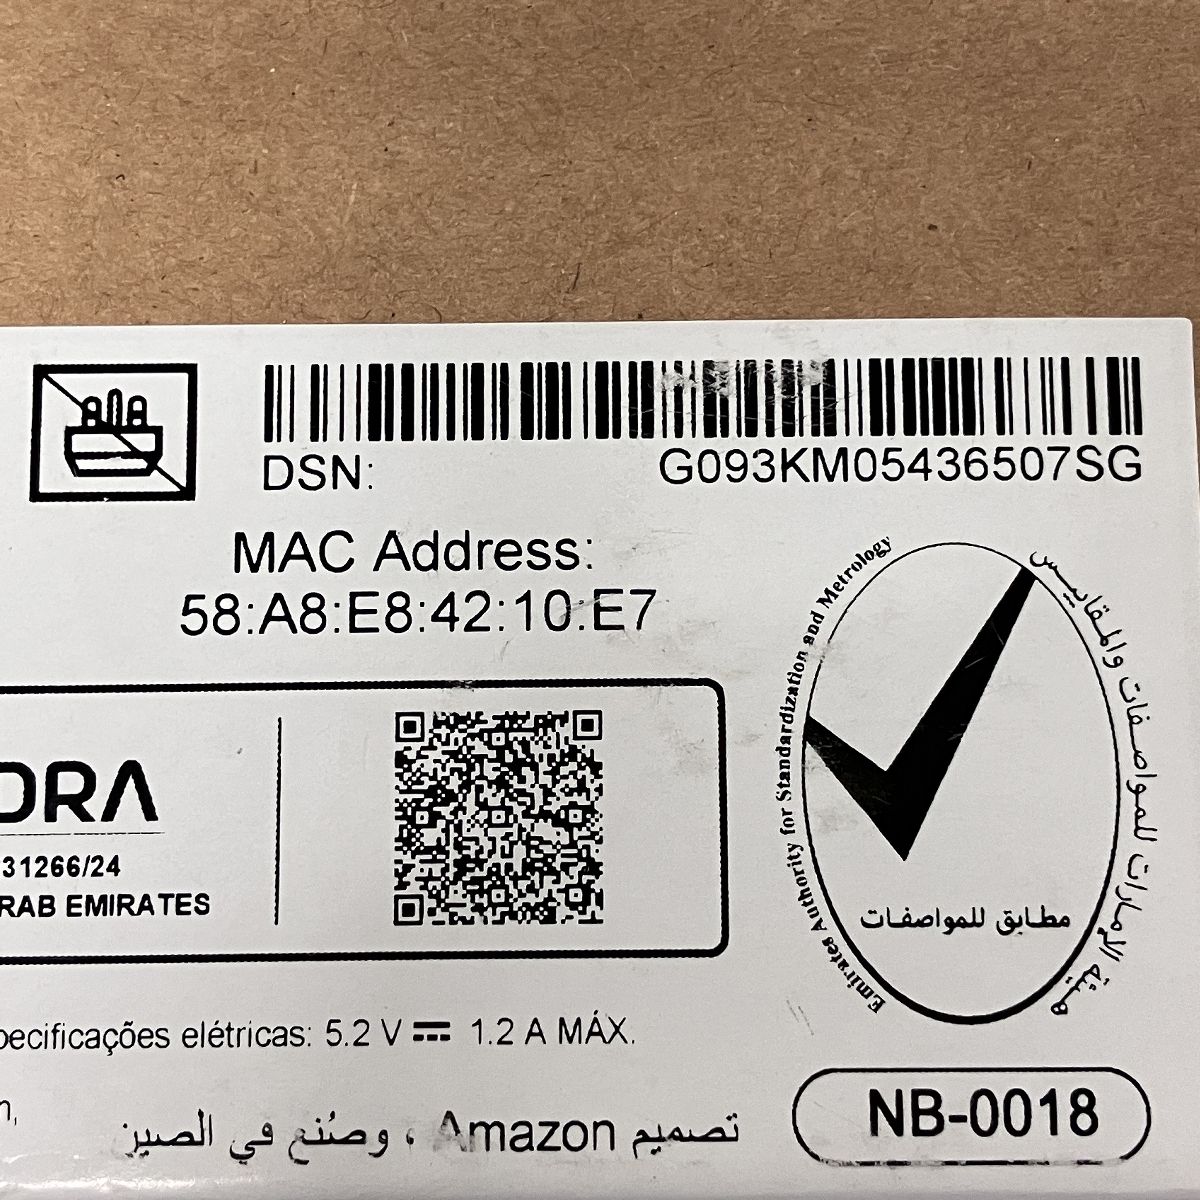 DSN: G093KM05436507SG
MAC Address:
58:A8:E8:42:10:E7
Emirates Authority for Standardization and Metrology
هيئة الإمارات للمواصفات والمقاييس
مطابق للمواصفات
DRA
31266/24
RAB EMIRATES
pecificações elétricas: 5.2 V ⎓ 1.2 A MÁX.
NB-0018
n,
تصميم Amazon ، وصُنع في الصين